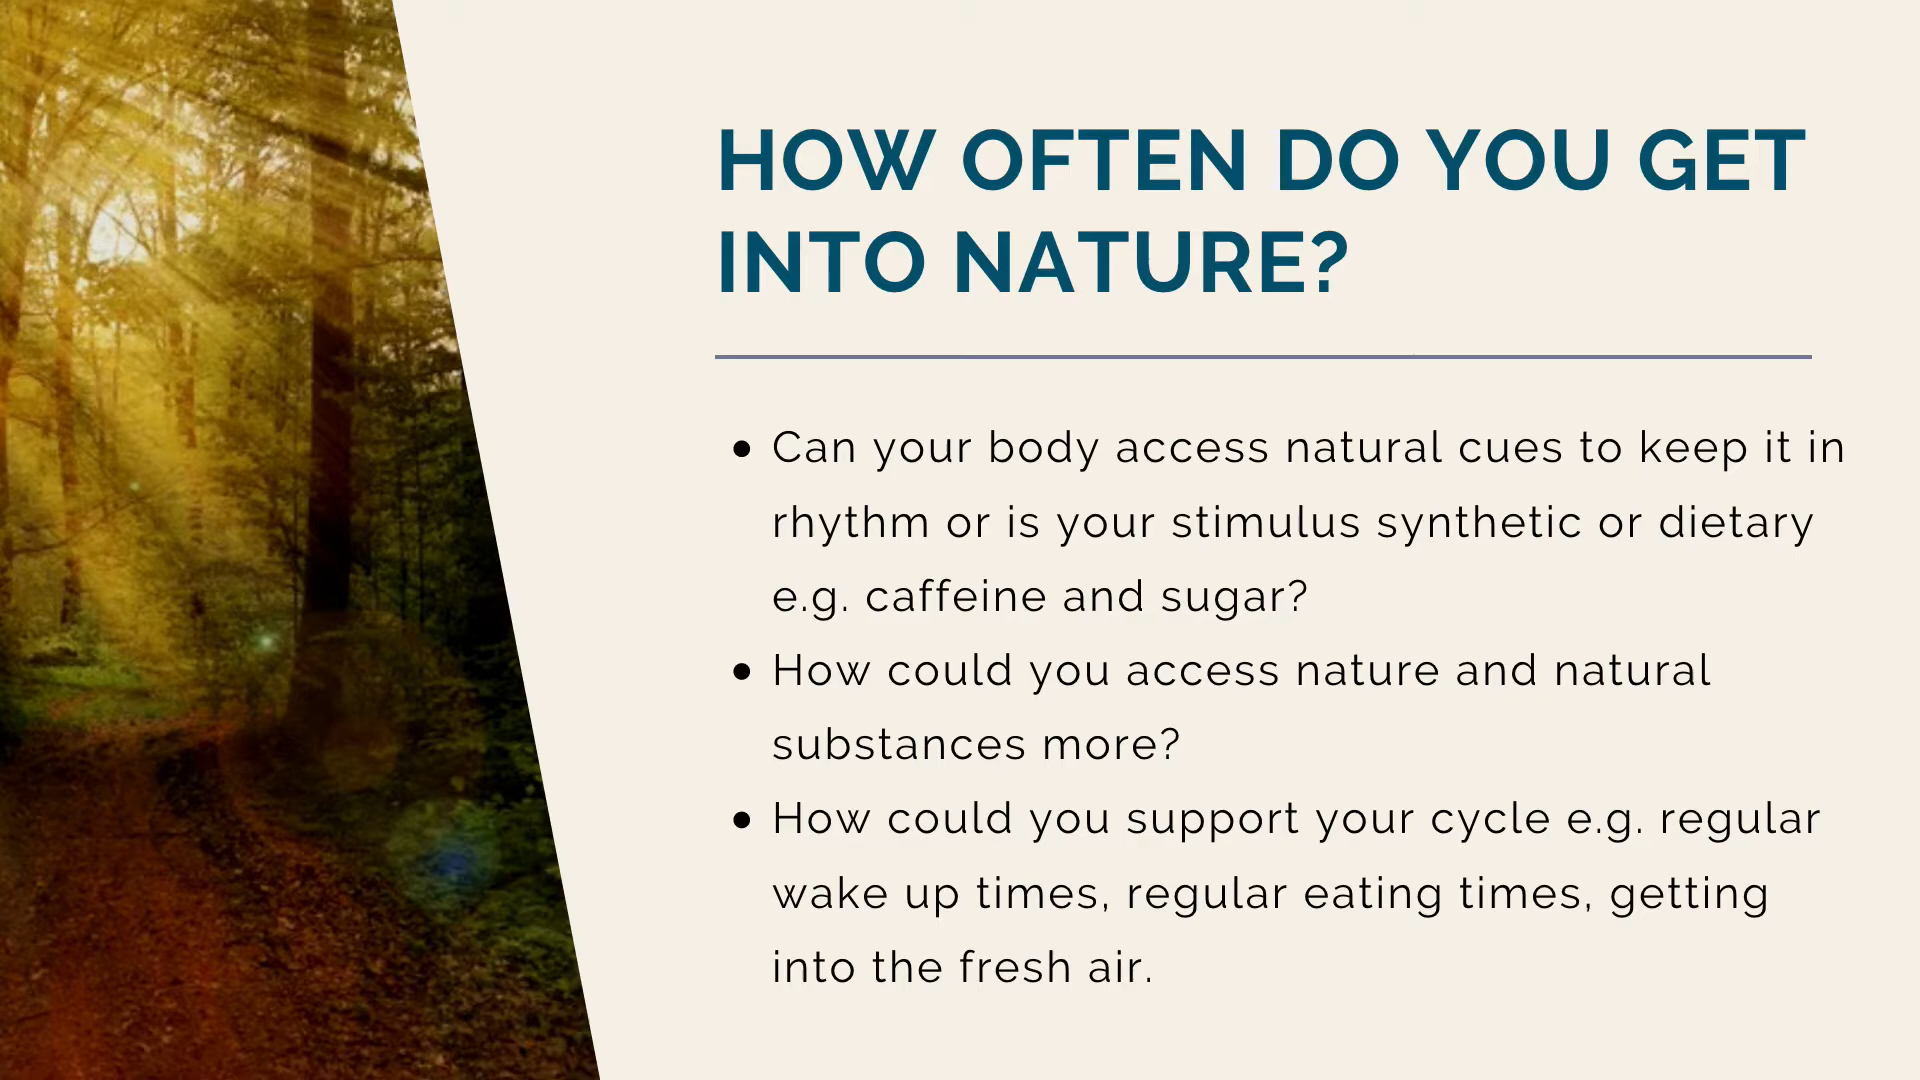 HOW OFTEN DO YOU GET
INTO NATURE?
• Can your body access natural cues to keep it in
rhythm or is your stimulus synthetic or dietary
e.g. caffeine and sugar?
• How could you access nature and natural
substances more?
• How could you support your cycle e.g. regular
wake up times, regular eating times, getting
into the fresh air.